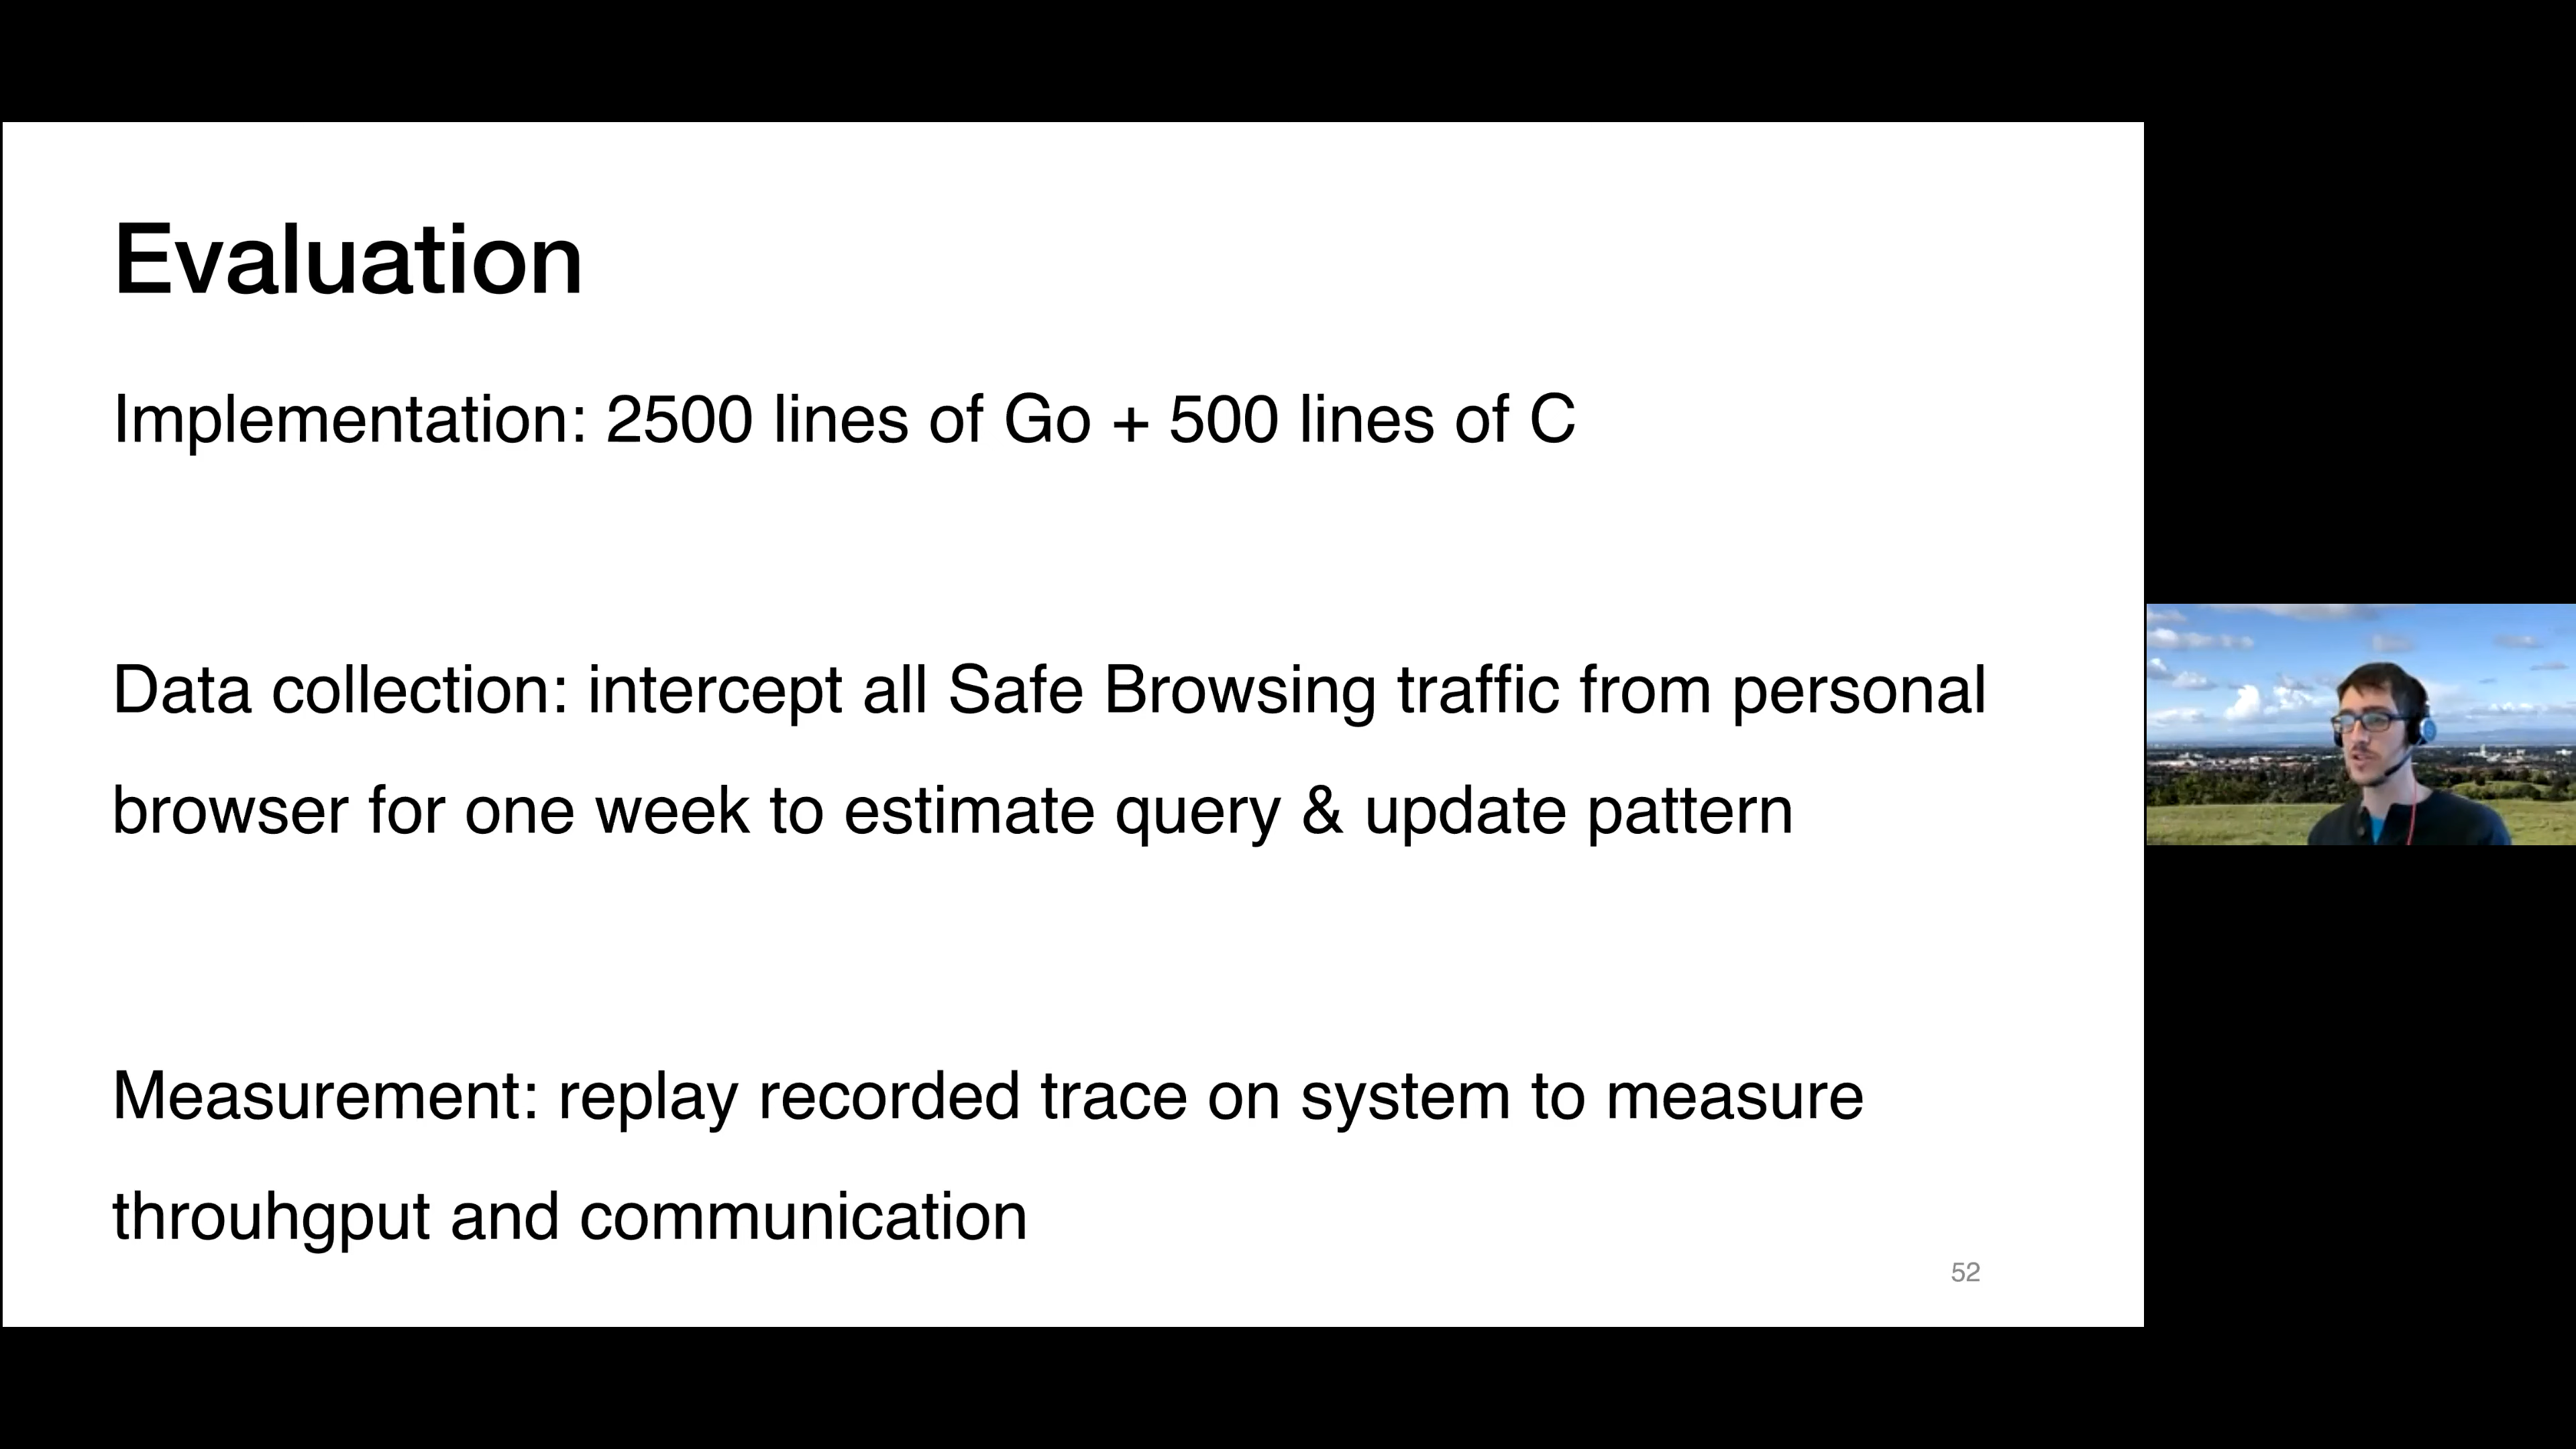 Evaluation
Implementation: 2500 lines of Go + 500 lines of C
Data collection: intercept all Safe Browsing traffic from personal
browser for one week to estimate query & update pattern
Measurement: replay recorded trace on system to measure
throuhgput and communication
52